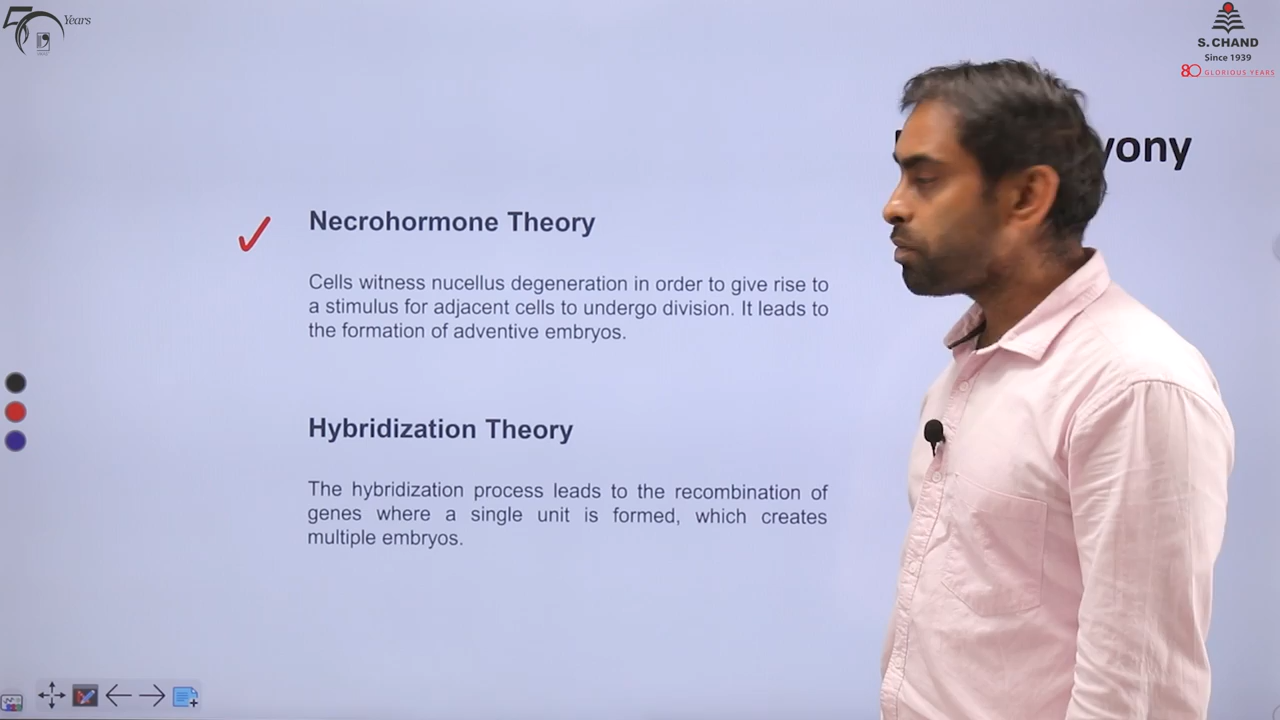 50 Years
S. CHAND
Since 1939
80 GLORIOUS YEARS
yony
Necrohormone Theory
Cells witness nucellus degeneration in order to give rise to
a stimulus for adjacent cells to undergo division. It leads to
the formation of adventive embryos.
Hybridization Theory
The hybridization process leads to the recombination of
genes where a single unit is formed, which creates
multiple embryos.